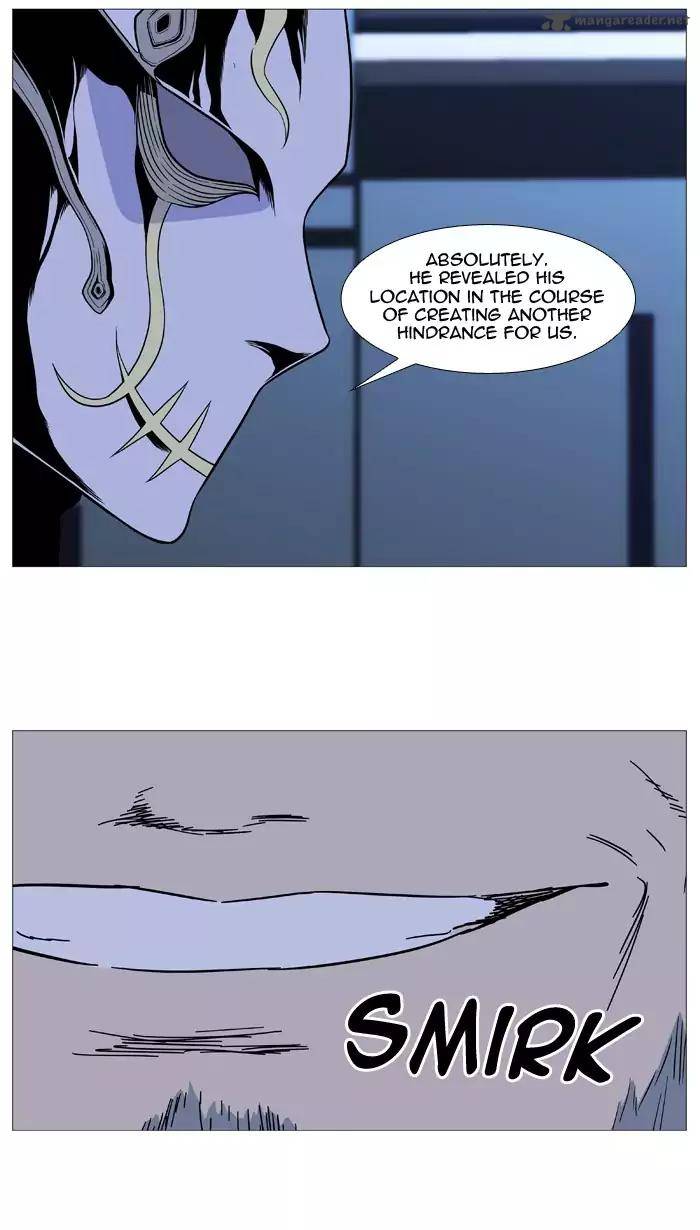 mangareader.net
ABSOLUTELY.
HE REVEALED HIS
LOCATION IN THE COURSE
OF CREATING ANOTHER
HINDRANCE FOR US.
SMIRK